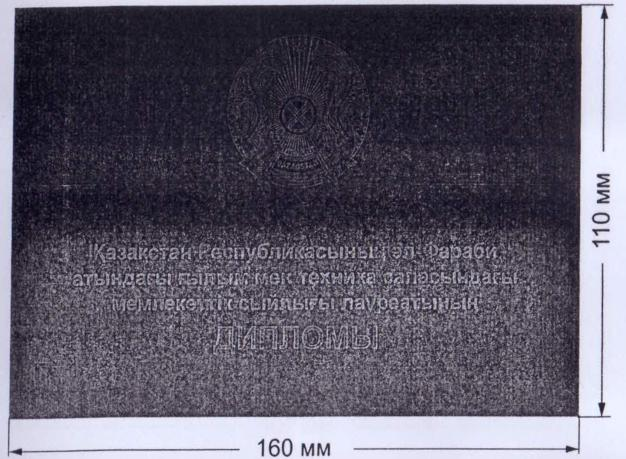 Қазақстан Республикасының әл-Фараби
атындағы ғылым мен техника саласындағы
мемлекеттік сыйлығы лауреатының
ДИПЛОМЫ
110 мм
160 мм